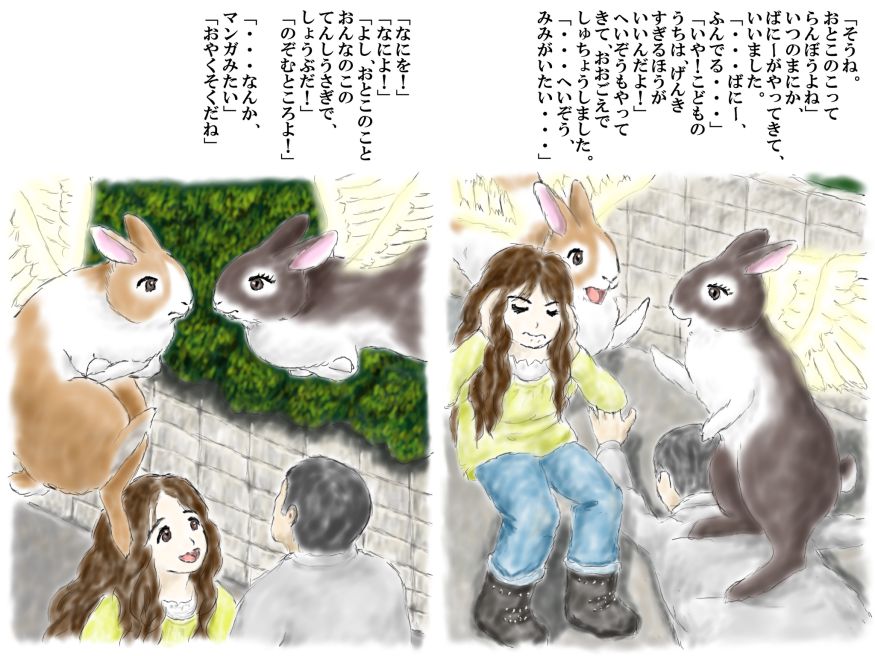 「そうね。
おとこのこって
らんぼうよね」
いつのまにか、
ばにーがやってきて、
いいました。
「・・・ばにー、
ふんでる・・・」
「いや！こどもの
うちは、げんき
すぎるほうが
いいんだよ！」
へいぞうもやって
きて、おおごえで
しゅちょうしました。
「・・・へいぞう、
みみがいたい・・・」
「なにを！」
「なによ！」
「よし、おとこのこと
おんなのこの
てんしうさぎで、
しょうぶだ！」
「のぞむところよ！」
「・・・なんか、
マンガみたい」
「おやくそくだね」